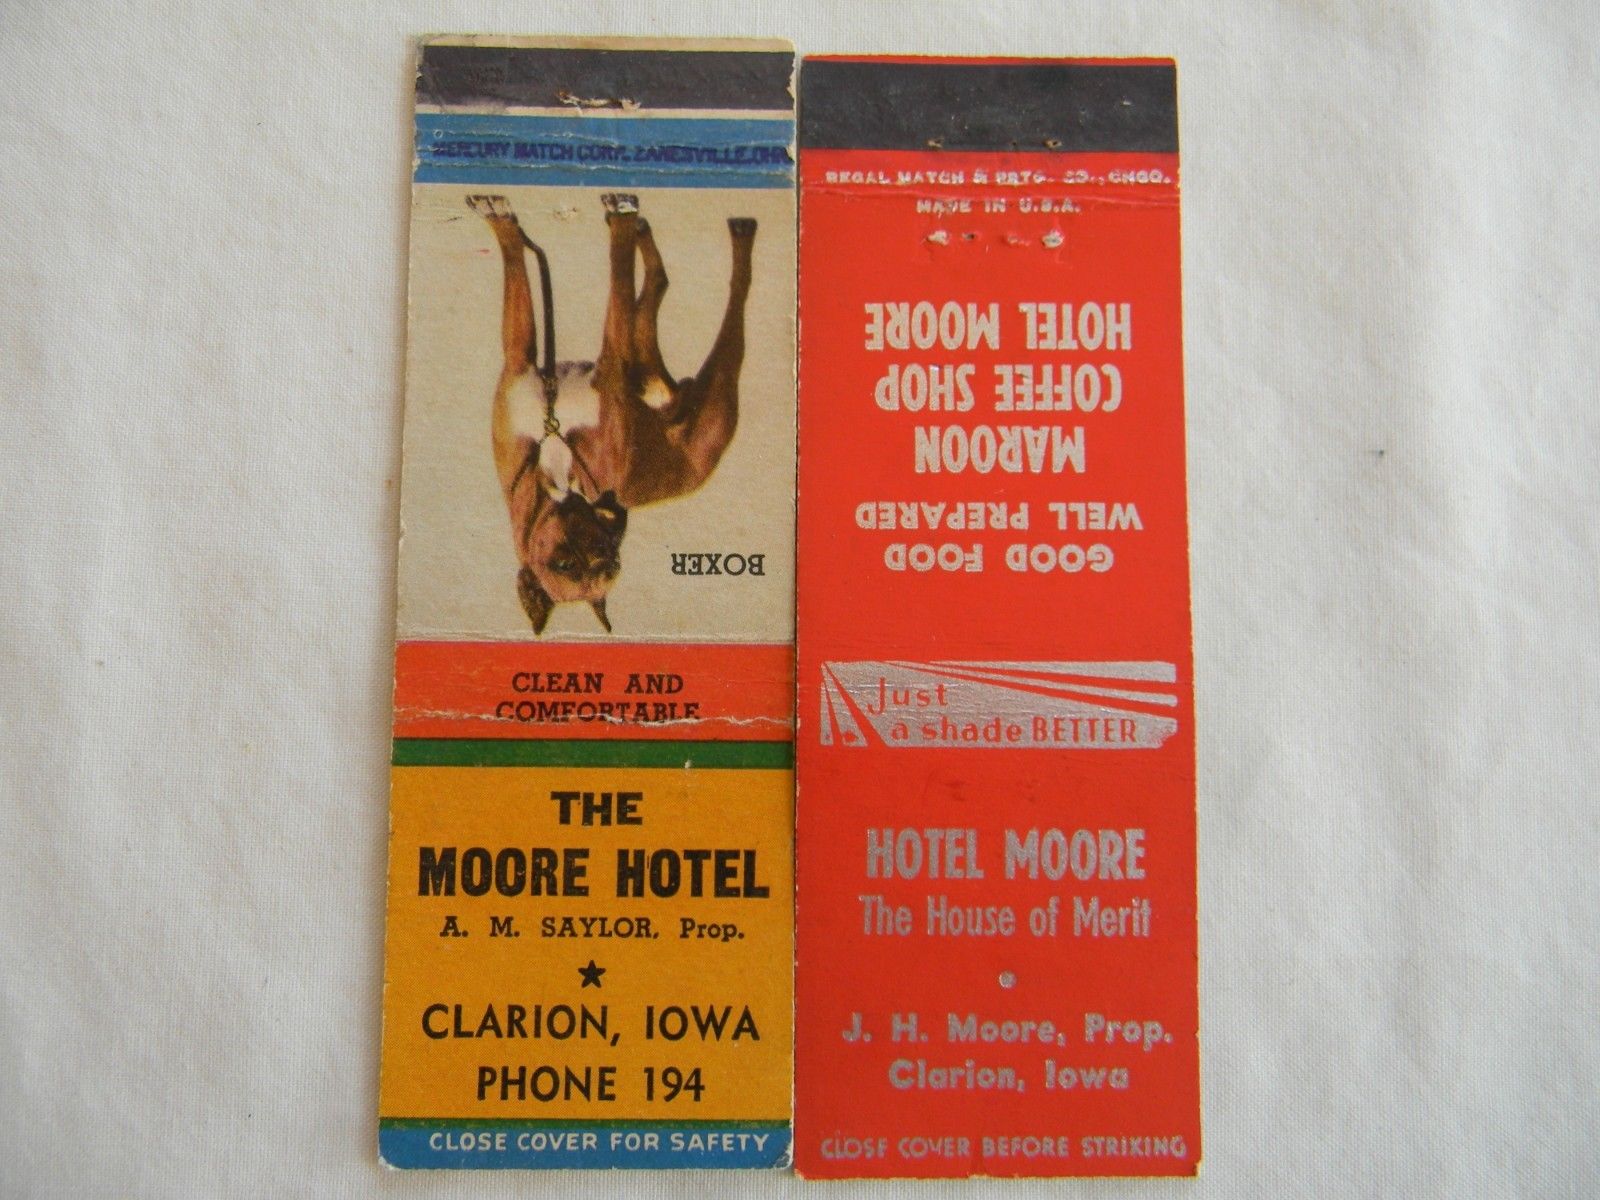 MERCURY MATCH CORP. ZANESVILLE, OHIO
BOXER
CLEAN AND
COMFORTABLE
THE
MOORE HOTEL
A. M. SAYLOR, Prop.
★
CLARION, IOWA
PHONE 194
CLOSE COVER FOR SAFETY
REGAL MATCH & PRTG. CO., CHGO.
MADE IN U.S.A.
GOOD FOOD
WELL PREPARED
MAROON
COFFEE SHOP
HOTEL MOORE
Just
a shade BETTER
HOTEL MOORE
The House of Merit
J. H. Moore, Prop.
Clarion, Iowa
CLOSE COVER BEFORE STRIKING